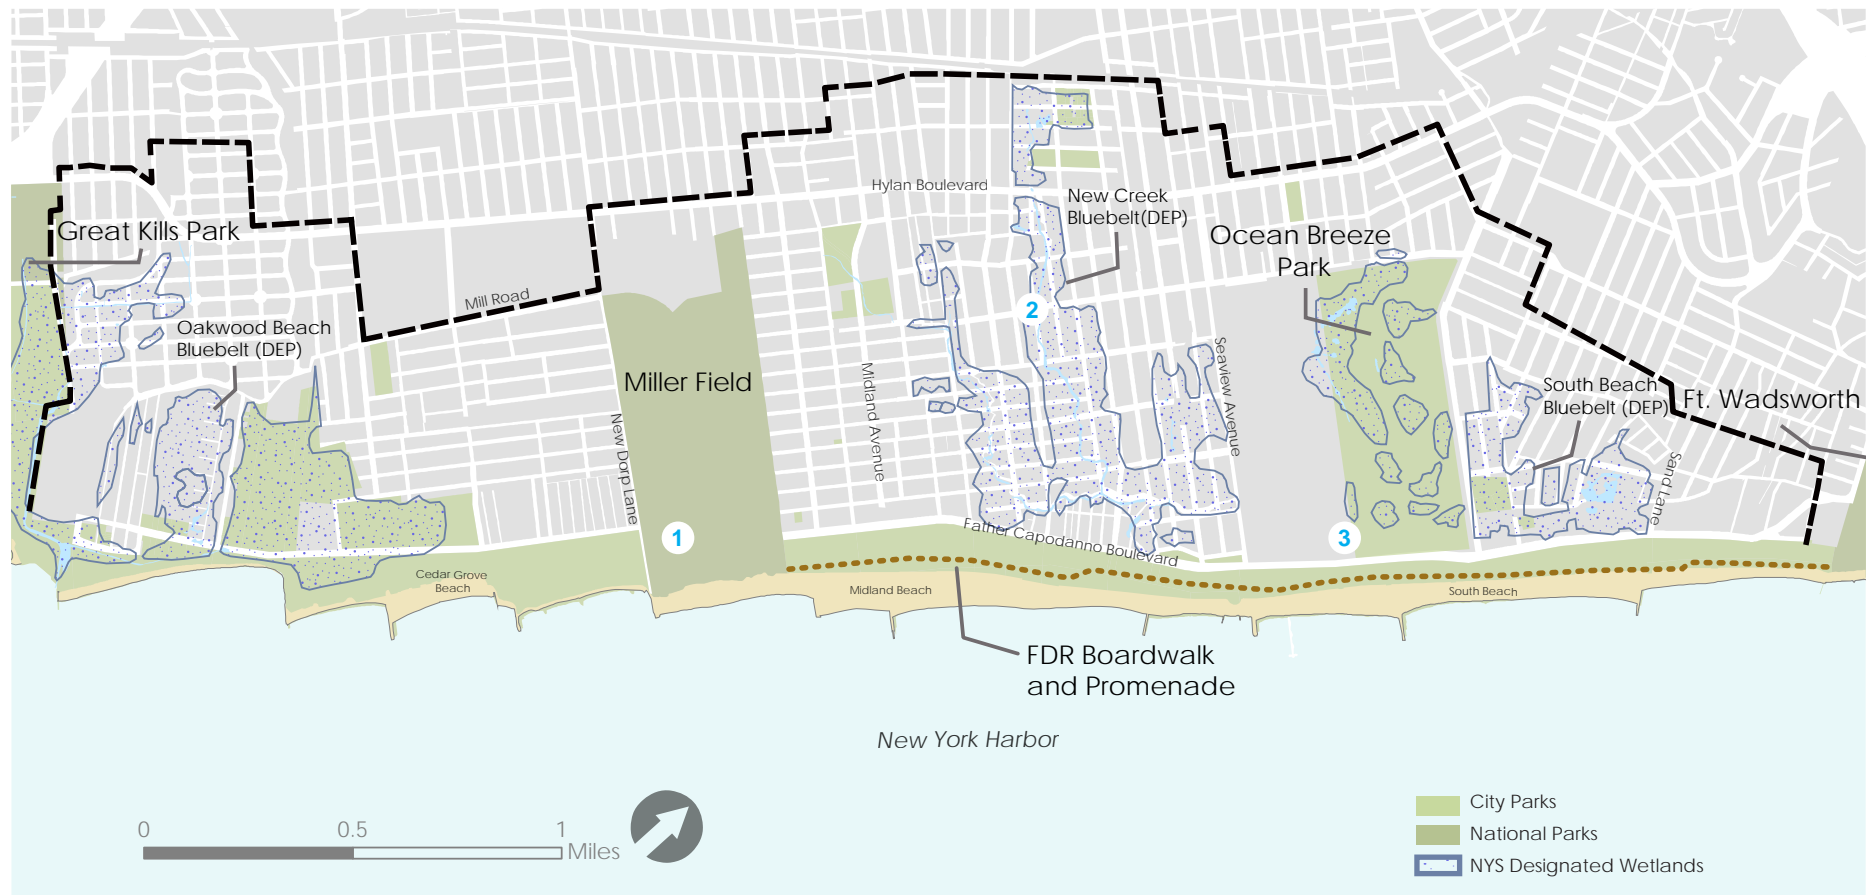 Hylan Boulevard
New Creek
Bluebelt(DEP)
Great Kills Park
Ocean Breeze
Park
Mill Road
2
Oakwood Beach
Bluebelt (DEP)
Miller Field
Midland Avenue
Seaview Avenue
South Beach
Bluebelt (DEP)
Ft. Wadsworth
New Dorp Lane
Sand Lane
1
3
Father Capodanno Boulevard
Cedar Grove
Beach
Midland Beach
South Beach
FDR Boardwalk
and Promenade
New York Harbor
0
0.5
1
Miles
City Parks
National Parks
NYS Designated Wetlands